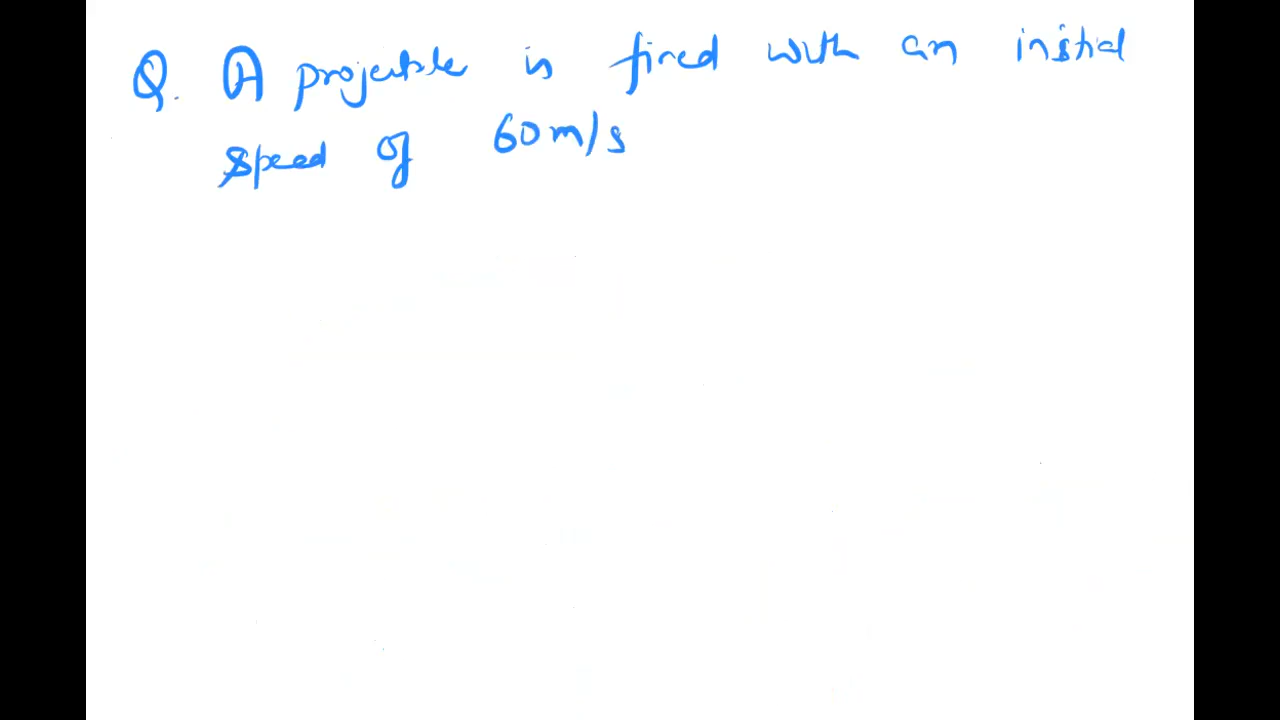 Q. A projectile is fired with an initial
speed of 60m/s